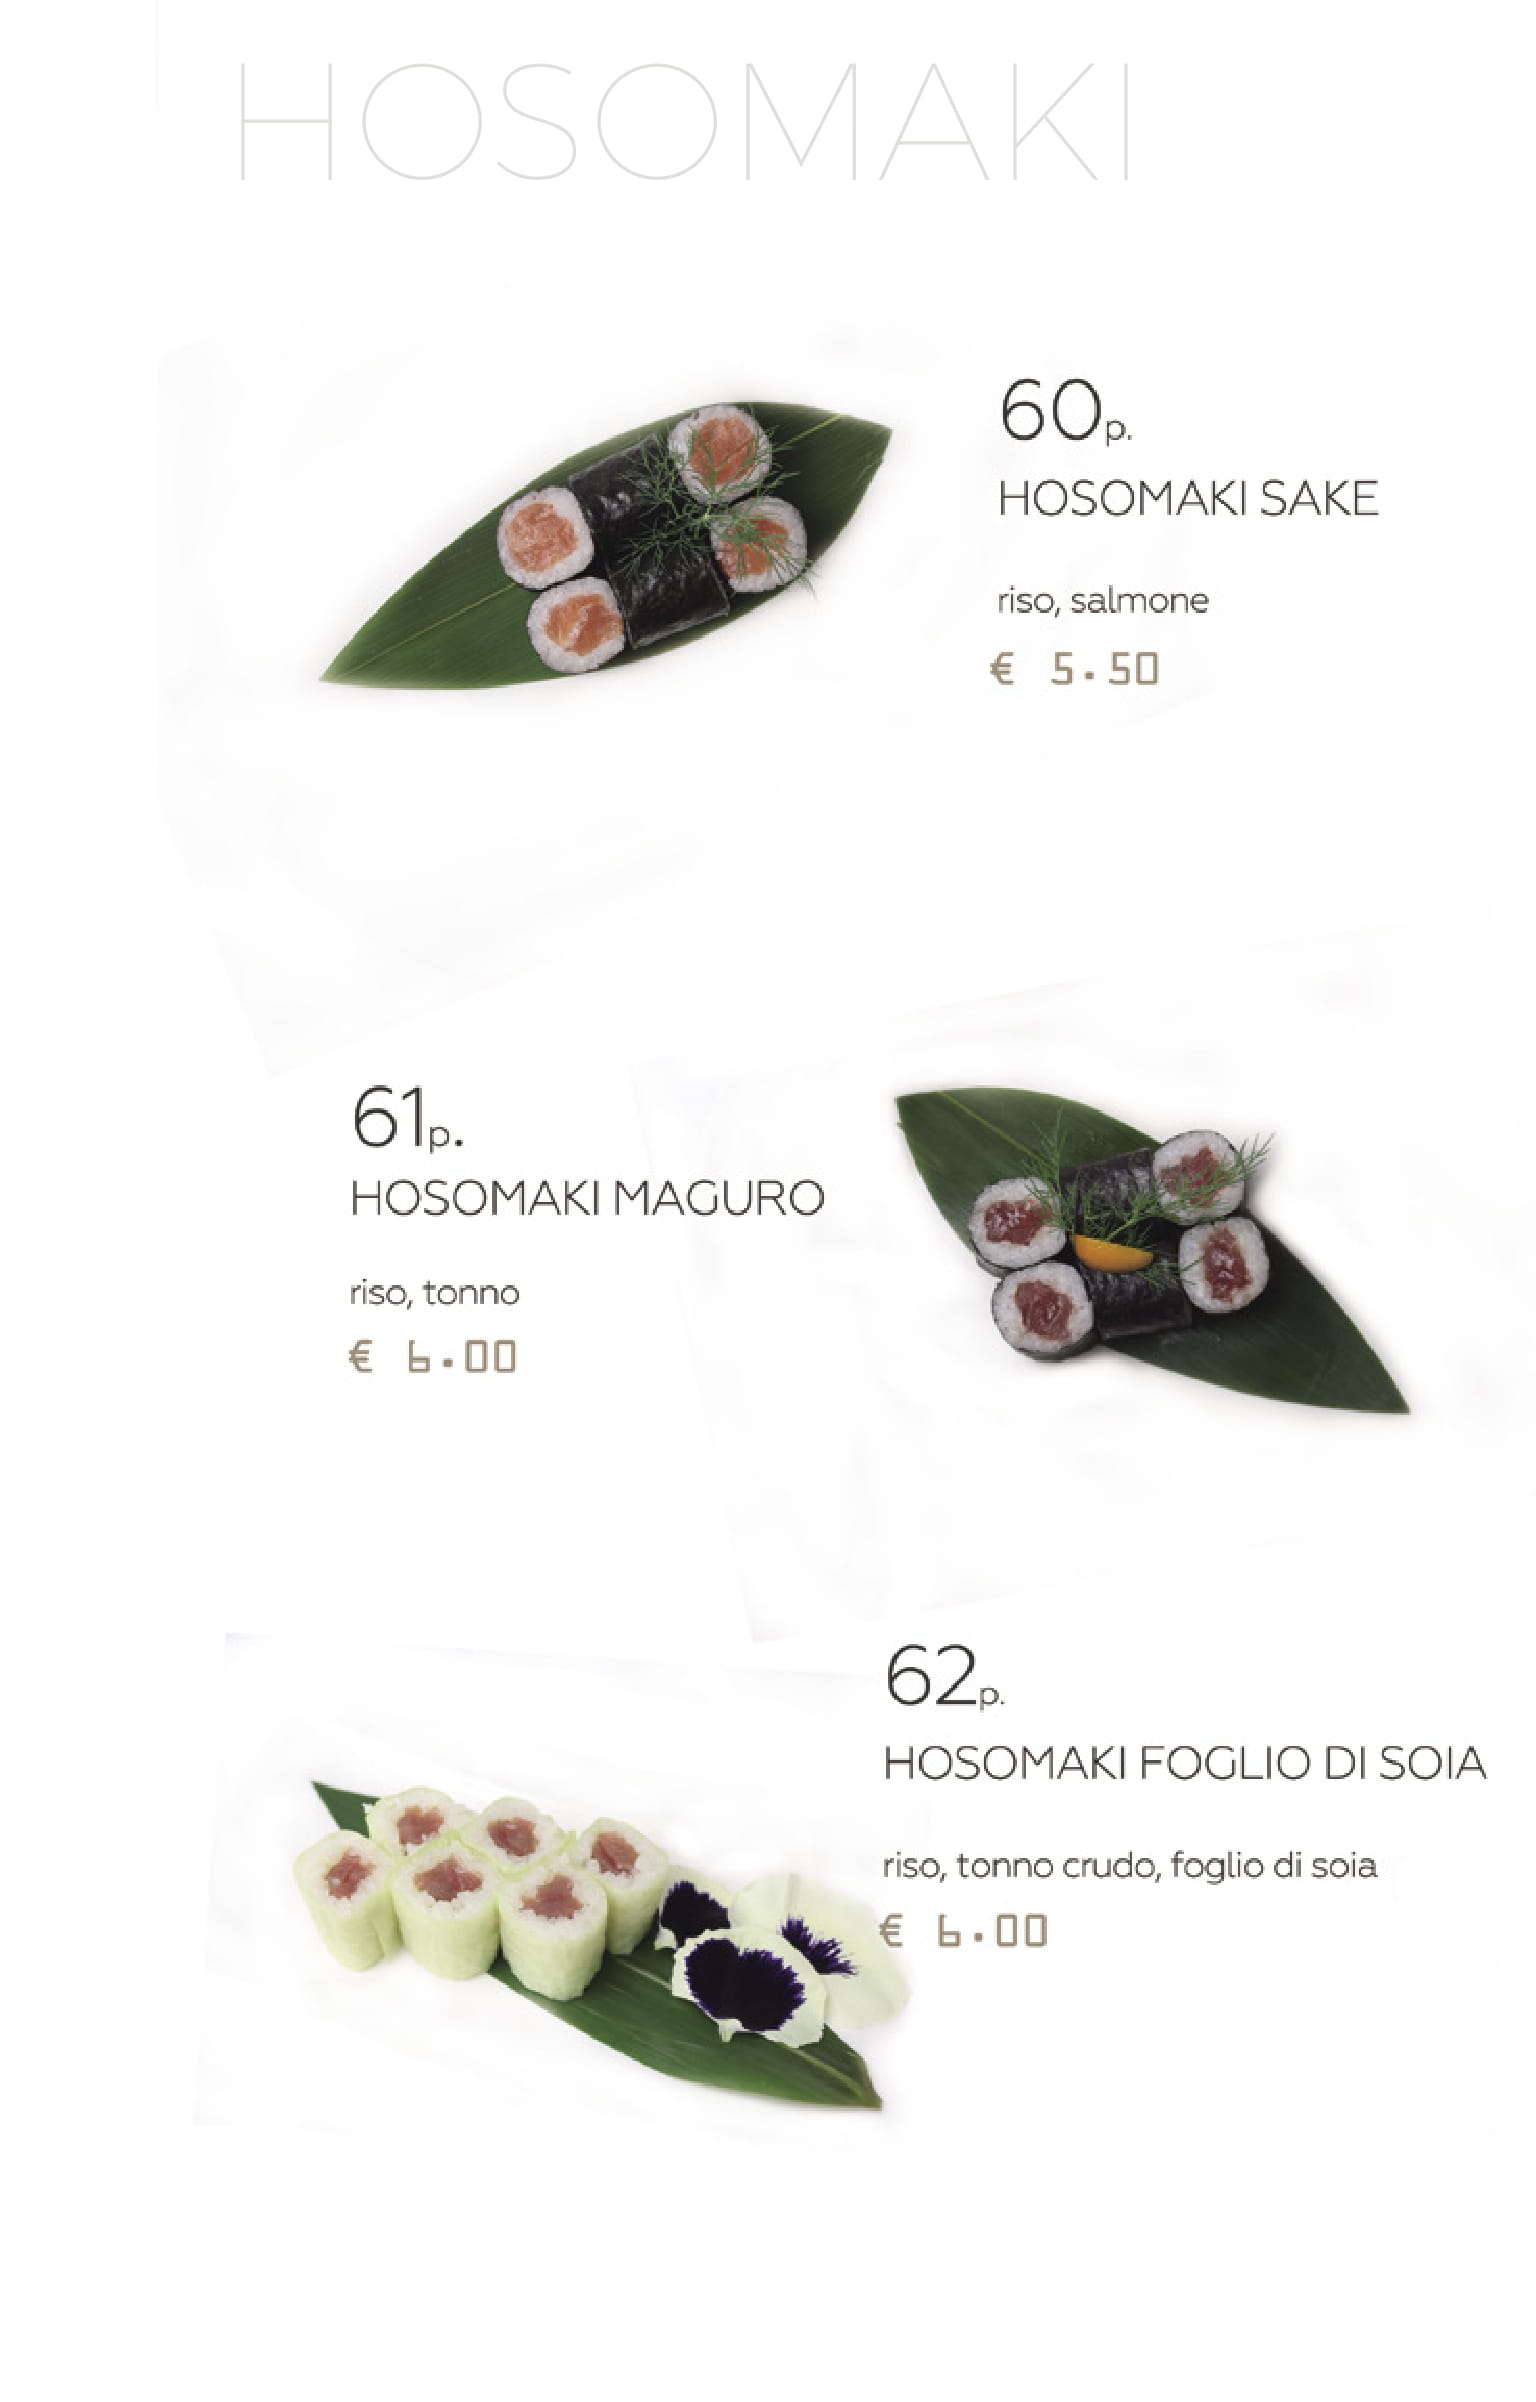 HOSOMAKI
60p.
HOSOMAKI SAKE
riso, salmone
€ 5.50
61p.
HOSOMAKI MAGURO
riso, tonno
€ 6.00
62p.
HOSOMAKI FOGLIO DI SOIA
riso, tonno crudo, foglio di soia
€ 6.00